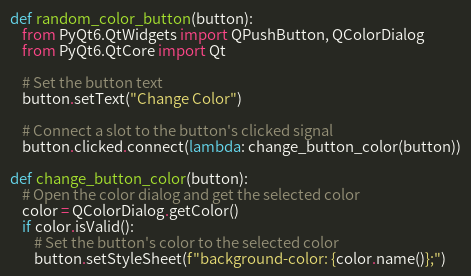 def random_color_button(button):
    from PyQt6.QtWidgets import QPushButton, QColorDialog
    from PyQt6.QtCore import Qt

    # Set the button text
    button.setText("Change Color")

    # Connect a slot to the button's clicked signal
    button.clicked.connect(lambda: change_button_color(button))

def change_button_color(button):
    # Open the color dialog and get the selected color
    color = QColorDialog.getColor()
    if color.isValid():
        # Set the button's color to the selected color
        button.setStyleSheet(f"background-color: {color.name()};")